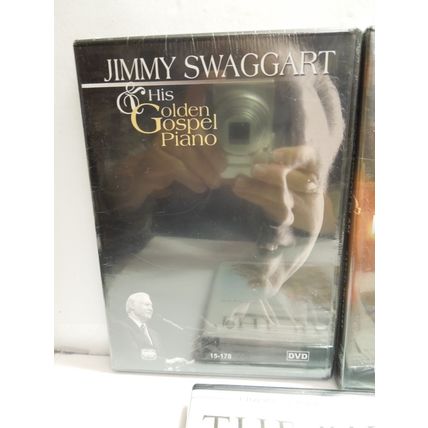 JIMMY SWAGGART
& His
Golden
Gospel
Piano
15-178
DVD
THE